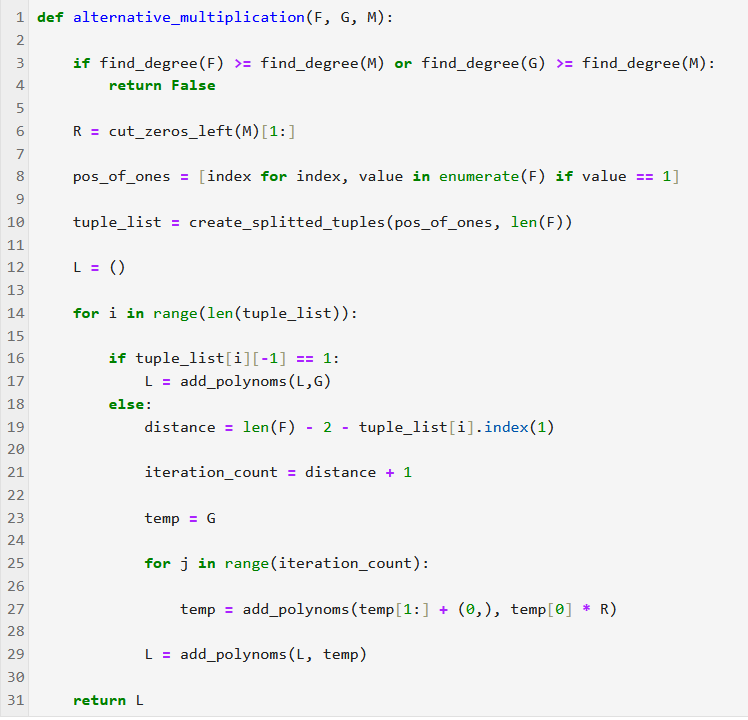 1 def alternative_multiplication(F, G, M):
2
3     if find_degree(F) >= find_degree(M) or find_degree(G) >= find_degree(M):
4         return False
5
6     R = cut_zeros_left(M)[1:]
7
8     pos_of_ones = [index for index, value in enumerate(F) if value == 1]
9
10     tuple_list = create_splitted_tuples(pos_of_ones, len(F))
11
12     L = ()
13
14     for i in range(len(tuple_list)):
15
16         if tuple_list[i][-1] == 1:
17             L = add_polynoms(L,G)
18         else:
19             distance = len(F) - 2 - tuple_list[i].index(1)
20
21             iteration_count = distance + 1
22
23             temp = G
24
25             for j in range(iteration_count):
26
27                 temp = add_polynoms(temp[1:] + (0,), temp[0] * R)
28
29             L = add_polynoms(L, temp)
30
31     return L